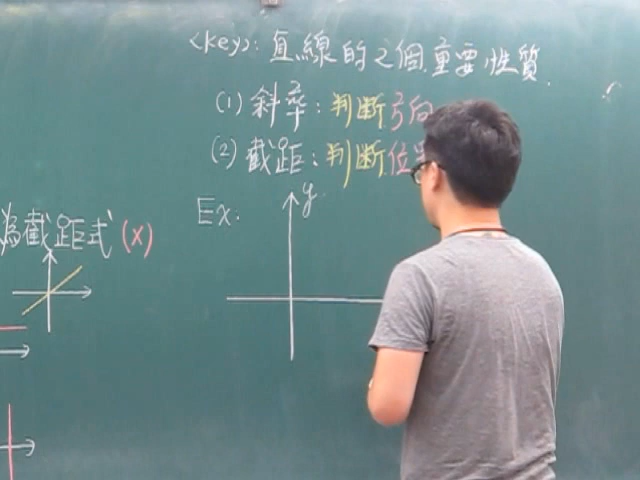 <key>: 直線的2個重要性質.
(1) 斜率: 判斷方向
(2) 截距: 判斷位
Ex.
y
為截距式 (x)